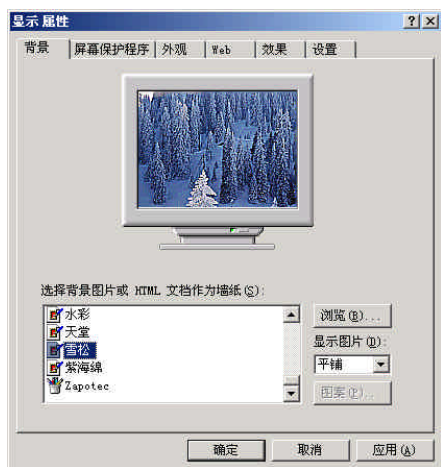 显示 属性
背景 屏幕保护程序 外观 Web 效果 设置
选择背景图片或 HTML 文档作为墙纸(S):
水彩
天堂
雪松
紫海绵
Zapotec
浏览(B)...
显示图片(D):
平铺
图案(P)...
确定 取消 应用(A)